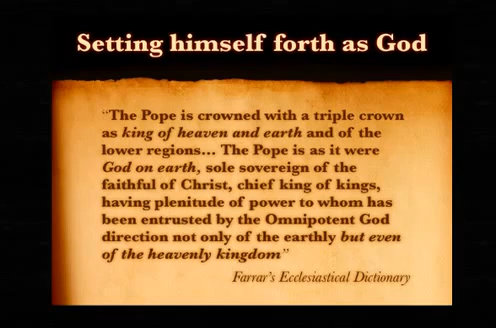 Setting himself forth as God
“The Pope is crowned with a triple crown
as king of heaven and earth and of the
lower regions... The Pope is as it were
God on earth, sole sovereign of the
faithful of Christ, chief king of kings,
having plenitude of power to whom has
been entrusted by the Omnipotent God
direction not only of the earthly but even
of the heavenly kingdom”
Farrar's Ecclesiastical Dictionary